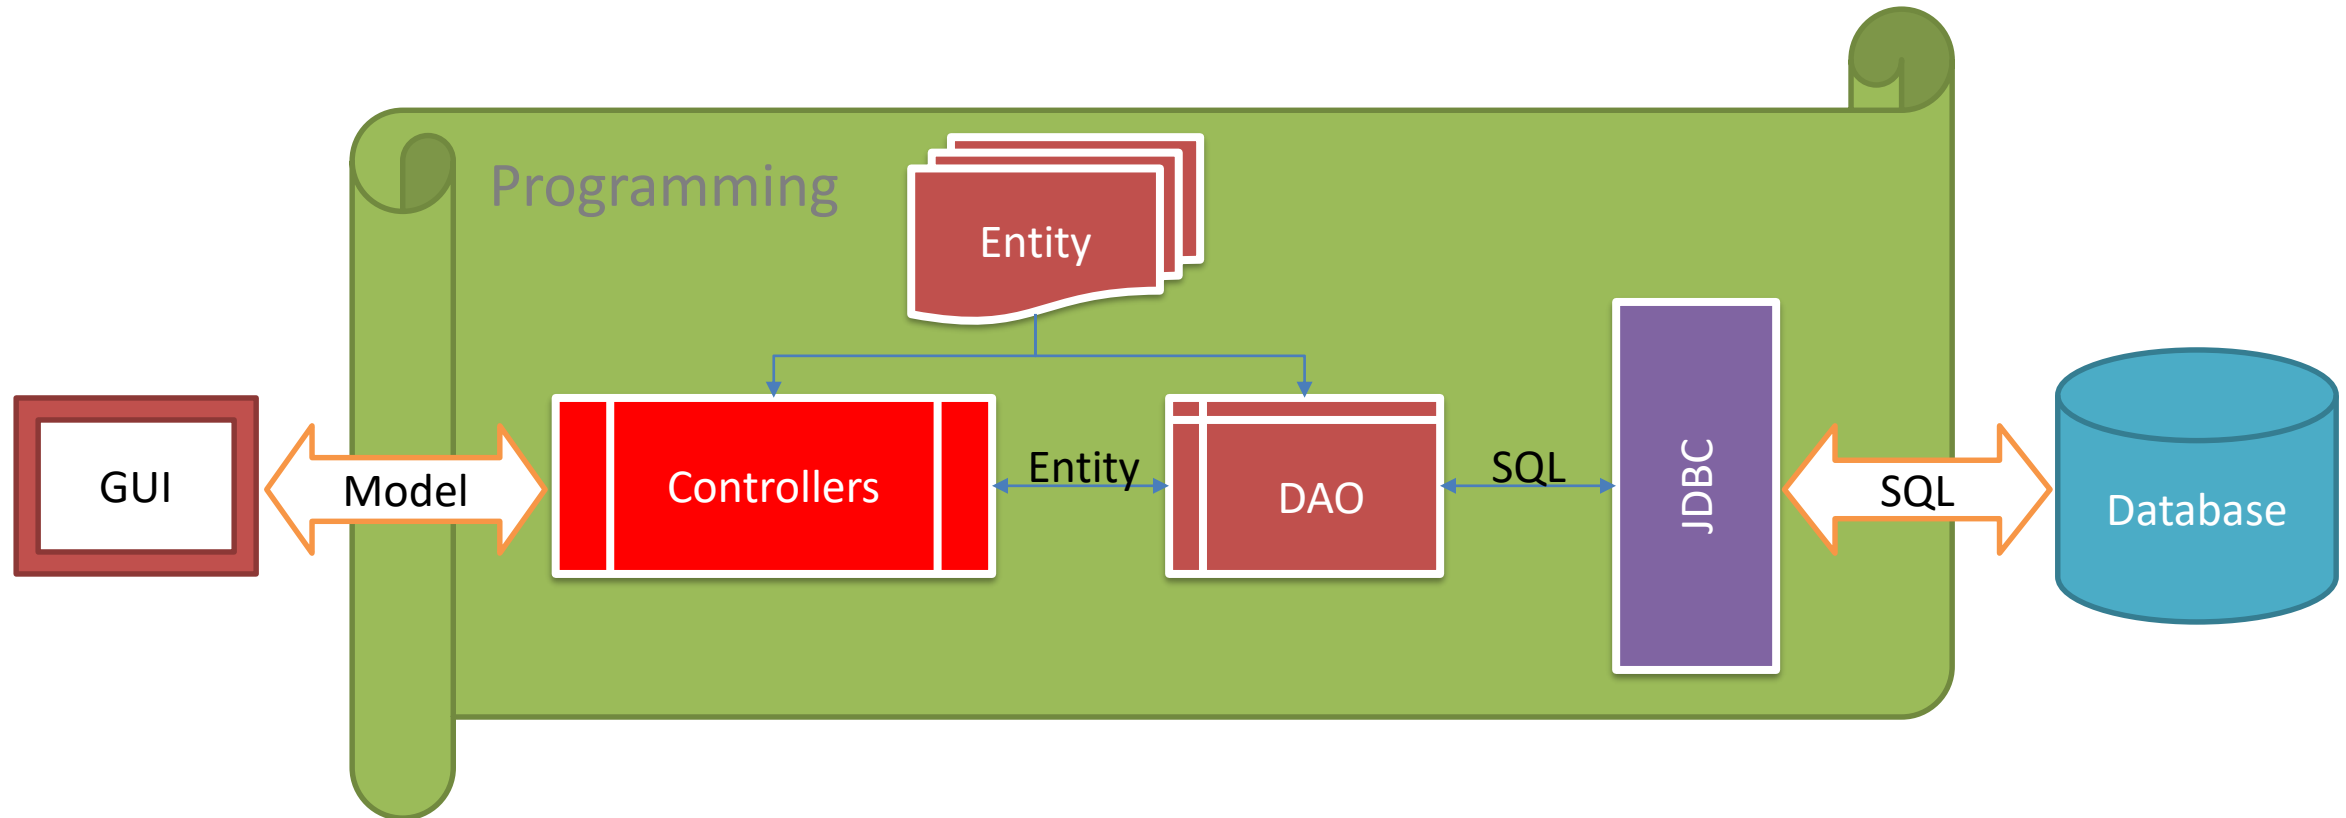 Programming
Entity
GUI
Model
Controllers
Entity
DAO
SQL
JDBC
SQL
Database